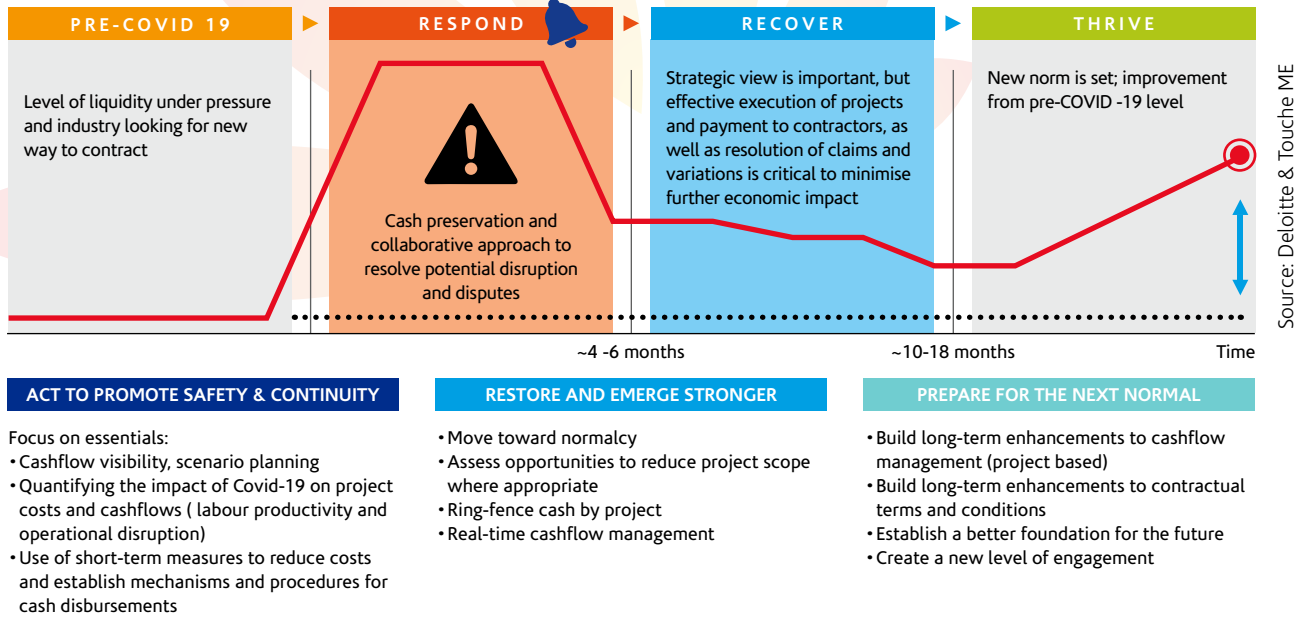 PRE-COVID 19
RESPOND
RECOVER
THRIVE
Level of liquidity under pressure
and industry looking for new
way to contract
Cash preservation and
collaborative approach to
resolve potential disruption
and disputes
Strategic view is important, but
effective execution of projects
and payment to contractors, as
well as resolution of claims and
variations is critical to minimise
further economic impact
New norm is set; improvement
from pre-COVID -19 level
Source: Deloitte & Touche ME
~4 -6 months
~10-18 months
Time
ACT TO PROMOTE SAFETY & CONTINUITY
Focus on essentials:
•Cashflow visibility, scenario planning
•Quantifying the impact of Covid-19 on project
costs and cashflows ( labour productivity and
operational disruption)
•Use of short-term measures to reduce costs
and establish mechanisms and procedures for
cash disbursements
RESTORE AND EMERGE STRONGER
•Move toward normalcy
•Assess opportunities to reduce project scope
where appropriate
•Ring-fence cash by project
•Real-time cashflow management
PREPARE FOR THE NEXT NORMAL
•Build long-term enhancements to cashflow
management (project based)
•Build long-term enhancements to contractual
terms and conditions
•Establish a better foundation for the future
•Create a new level of engagement